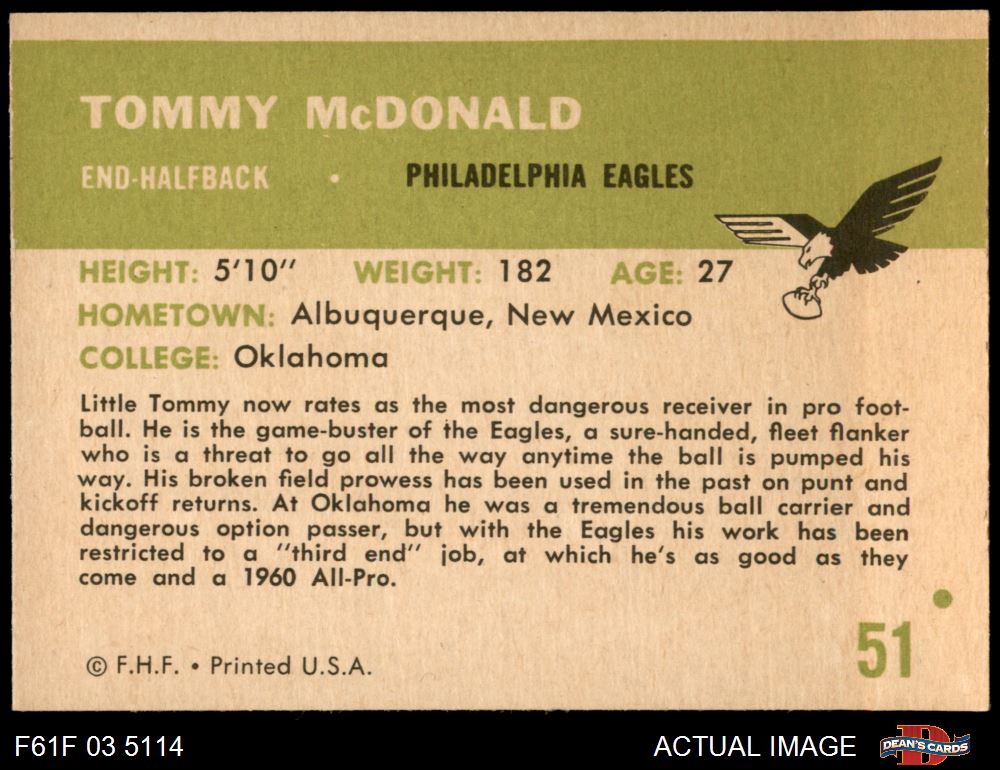 TOMMY McDONALD
END-HALFBACK • PHILADELPHIA EAGLES
HEIGHT: 5'10" WEIGHT: 182 AGE: 27
HOMETOWN: Albuquerque, New Mexico
COLLEGE: Oklahoma
Little Tommy now rates as the most dangerous receiver in pro foot-
ball. He is the game-buster of the Eagles, a sure-handed, fleet flanker
who is a threat to go all the way anytime the ball is pumped his
way. His broken field prowess has been used in the past on punt and
kickoff returns. At Oklahoma he was a tremendous ball carrier and
dangerous option passer, but with the Eagles his work has been
restricted to a "third end" job, at which he's as good as they
come and a 1960 All-Pro.
51
© F.H.F. • Printed U.S.A.
F61F 03 5114 ACTUAL IMAGE D DEAN'S CARDS